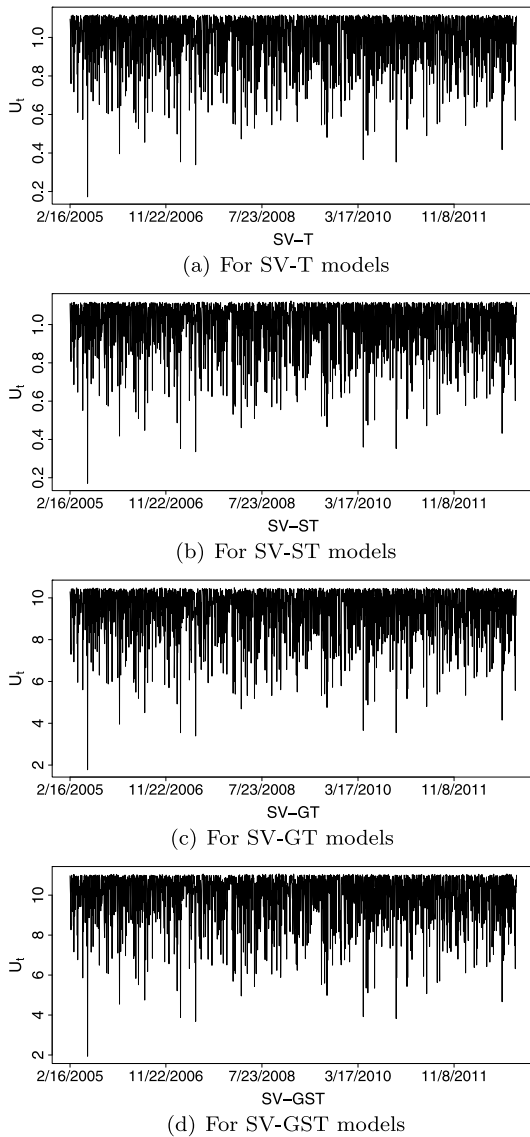 1.0
0.8
0.6
0.4
0.2
U_t
2/16/2005 11/22/2006 7/23/2008 3/17/2010 11/8/2011
SV−T
(a) For SV-T models
1.0
0.8
0.6
0.4
0.2
U_t
2/16/2005 11/22/2006 7/23/2008 3/17/2010 11/8/2011
SV−ST
(b) For SV-ST models
10
8
6
4
2
U_t
2/16/2005 11/22/2006 7/23/2008 3/17/2010 11/8/2011
SV−GT
(c) For SV-GT models
10
8
6
4
2
U_t
2/16/2005 11/22/2006 7/23/2008 3/17/2010 11/8/2011
SV−GST
(d) For SV-GST models